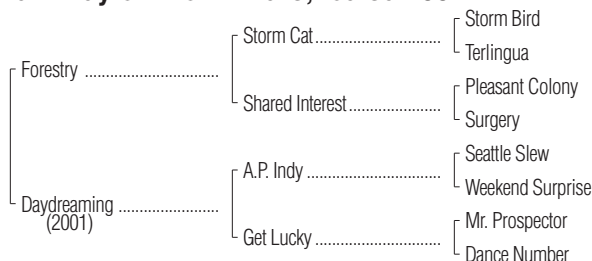 Storm Bird
Storm Cat
Terlingua
Forestry
Pleasant Colony
Shared Interest
Surgery
Seattle Slew
A.P. Indy
Weekend Surprise
Daydreaming
(2001)
Mr. Prospector
Get Lucky
Dance Number